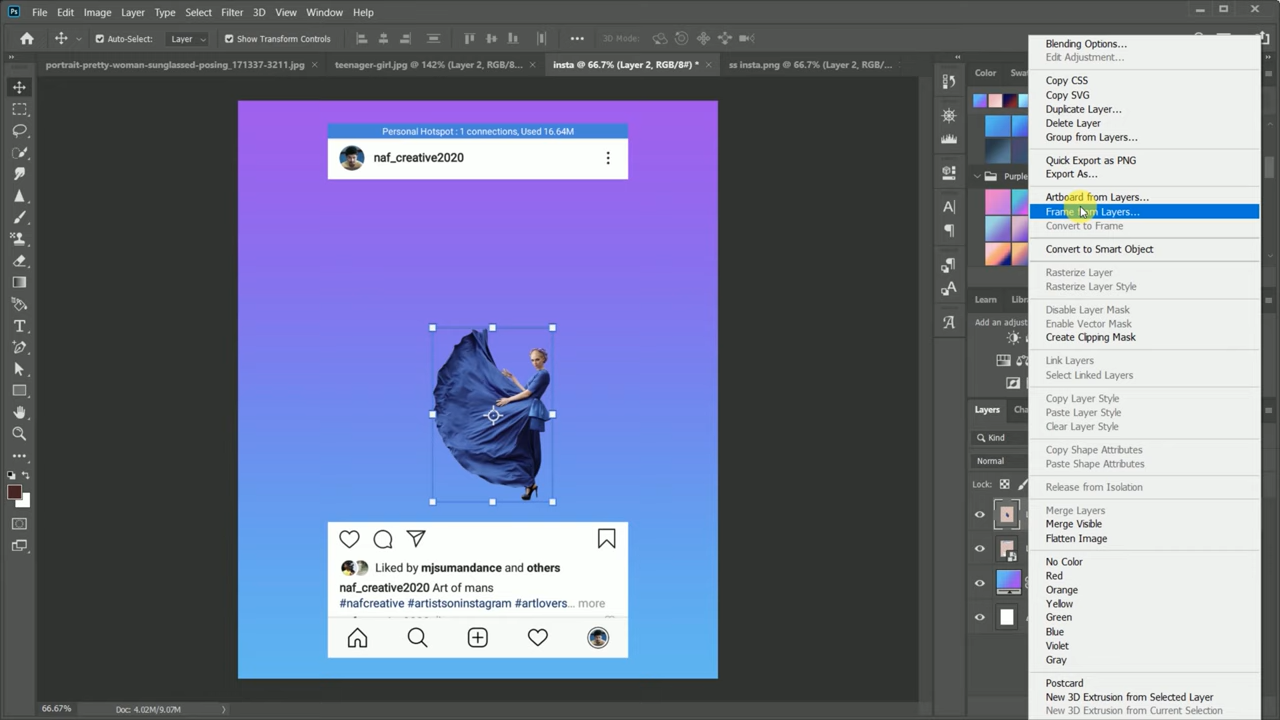 Ps File Edit Image Layer Type Select Filter 3D View Window Help
Auto-Select: Layer Show Transform Controls ••• 3D Mode:
portrait-pretty-woman-sunglassed-posing_171337-3211.jpg × teenager-girl.jpg @ 142% (Layer 2, RGB/8... × insta @ 66.7% (Layer 2, RGB/8#) * × ss insta.png @ 66.7% (Layer 2, RGB/... ×
Personal Hotspot : 1 connections, Used 16.64M
naf_creative2020
Liked by mjsumandance and others
naf_creative2020 Art of mans
#nafcreative #artistsoninstagram #artlovers... more
66.67% Doc: 4.02M/9.07M
Color Swa
Purple
Learn Libr
Add an adjust
Layers Cha
Kind
Normal
Lock:
Blending Options...
Edit Adjustment...
Copy CSS
Copy SVG
Duplicate Layer...
Delete Layer
Group from Layers...
Quick Export as PNG
Export As...
Artboard from Layers...
Frame from Layers...
Convert to Frame
Convert to Smart Object
Rasterize Layer
Rasterize Layer Style
Disable Layer Mask
Enable Vector Mask
Create Clipping Mask
Link Layers
Select Linked Layers
Copy Layer Style
Paste Layer Style
Clear Layer Style
Copy Shape Attributes
Paste Shape Attributes
Release from Isolation
Merge Layers
Merge Visible
Flatten Image
No Color
Red
Orange
Yellow
Green
Blue
Violet
Gray
Postcard
New 3D Extrusion from Selected Layer
New 3D Extrusion from Current Selection